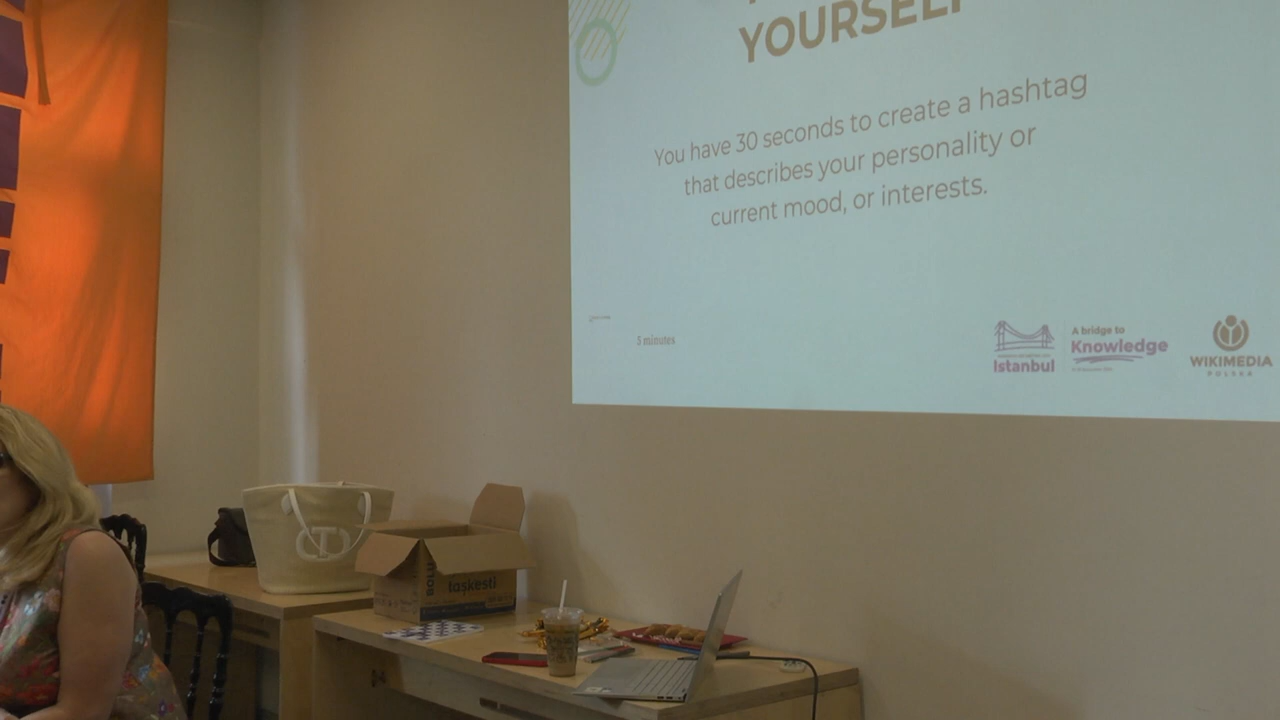 YOURSELF
You have 30 seconds to create a hashtag
that describes your personality or
current mood, or interests.
5 minutes
Istanbul
A bridge to
Knowledge
WIKIMEDIA
POLSKA
BOLU
taşkesti